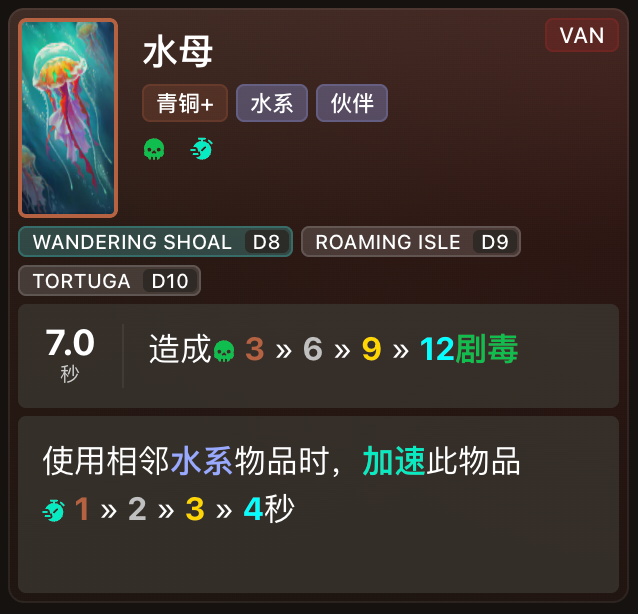 水母
VAN
青铜+ 水系 伙伴
WANDERING SHOAL D8 ROAMING ISLE D9
TORTUGA D10
7.0
秒
造成 3 » 6 » 9 » 12剧毒
使用相邻水系物品时，加速此物品
1 » 2 » 3 » 4秒